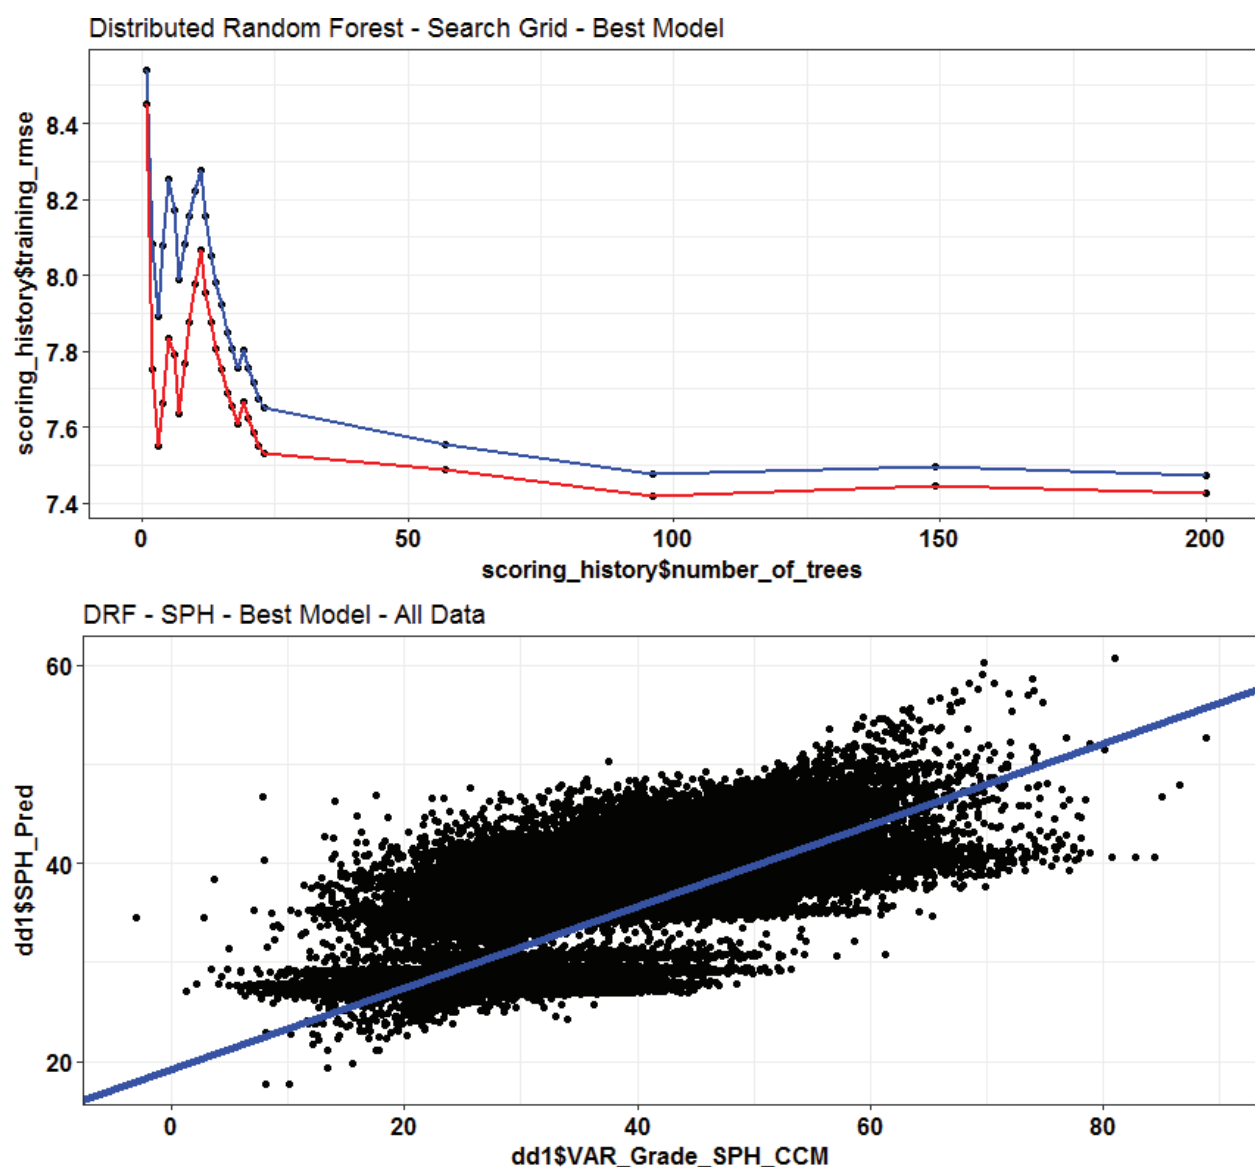 Distributed Random Forest - Search Grid - Best Model
scoring_history$training_rmse
8.4
8.2
8.0
7.8
7.6
7.4
0 50 100 150 200
scoring_history$number_of_trees
DRF - SPH - Best Model - All Data
dd1$SPH_Pred
60
40
20
0 20 40 60 80
dd1$VAR_Grade_SPH_CCM